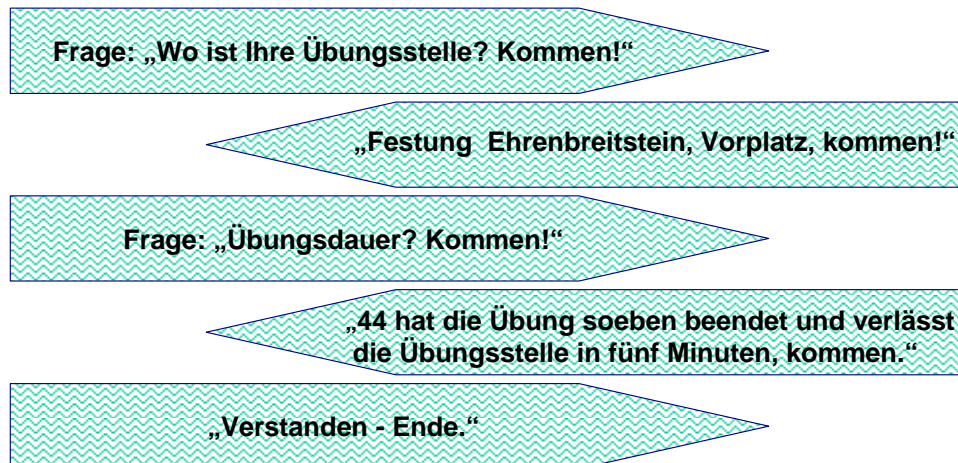 Frage: „Wo ist Ihre Übungsstelle? Kommen!“
„Festung Ehrenbreitstein, Vorplatz, kommen!“
Frage: „Übungsdauer? Kommen!“
„44 hat die Übung soeben beendet und verlässt
die Übungsstelle in fünf Minuten, kommen.“
„Verstanden - Ende.“